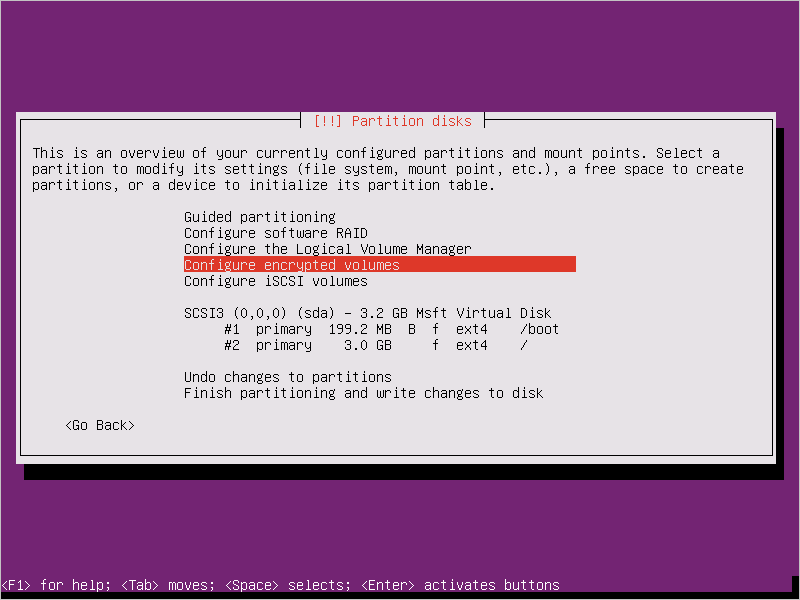 [!!] Partition disks
This is an overview of your currently configured partitions and mount points. Select a
partition to modify its settings (file system, mount point, etc.), a free space to create
partitions, or a device to initialize its partition table.
Guided partitioning
Configure software RAID
Configure the Logical Volume Manager
Configure encrypted volumes
Configure iSCSI volumes
SCSI3 (0,0,0) (sda) - 3.2 GB Msft Virtual Disk
#1 primary 199.2 MB B f ext4 /boot
#2 primary 3.0 GB f ext4 /
Undo changes to partitions
Finish partitioning and write changes to disk
<Go Back>
<F1> for help; <Tab> moves; <Space> selects; <Enter> activates buttons